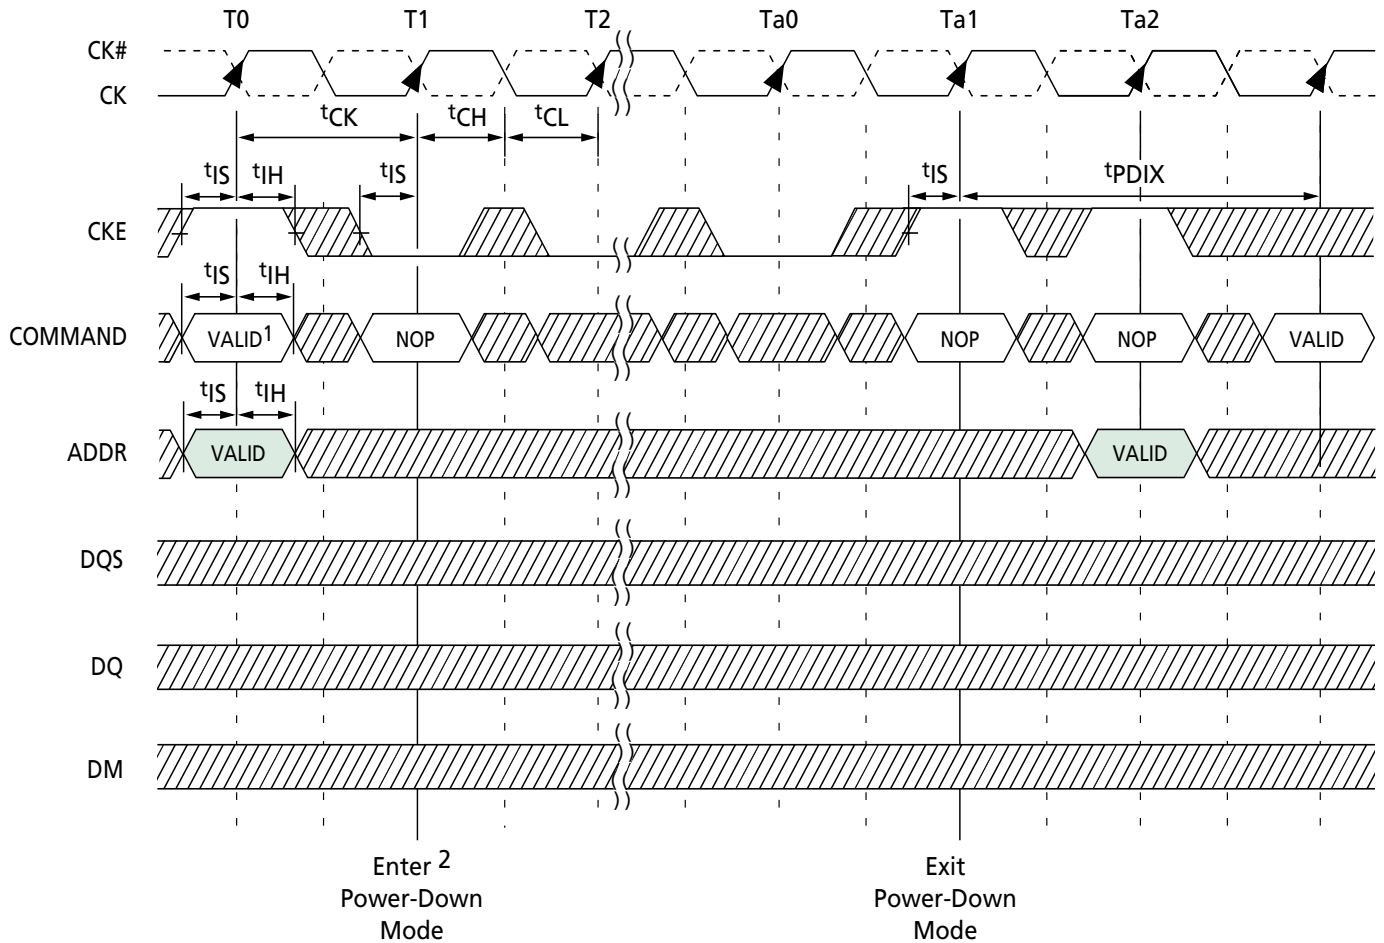 T0 T1 T2 Ta0 Ta1 Ta2
CK#
CK
tCK tCH tCL
tIS tIH tIS tIS tPDIX
CKE
tIS tIH
COMMAND VALID1 NOP NOP NOP VALID
tIS tIH
ADDR VALID VALID
DQS
DQ
DM
Enter 2
Power-Down
Mode
Exit
Power-Down
Mode